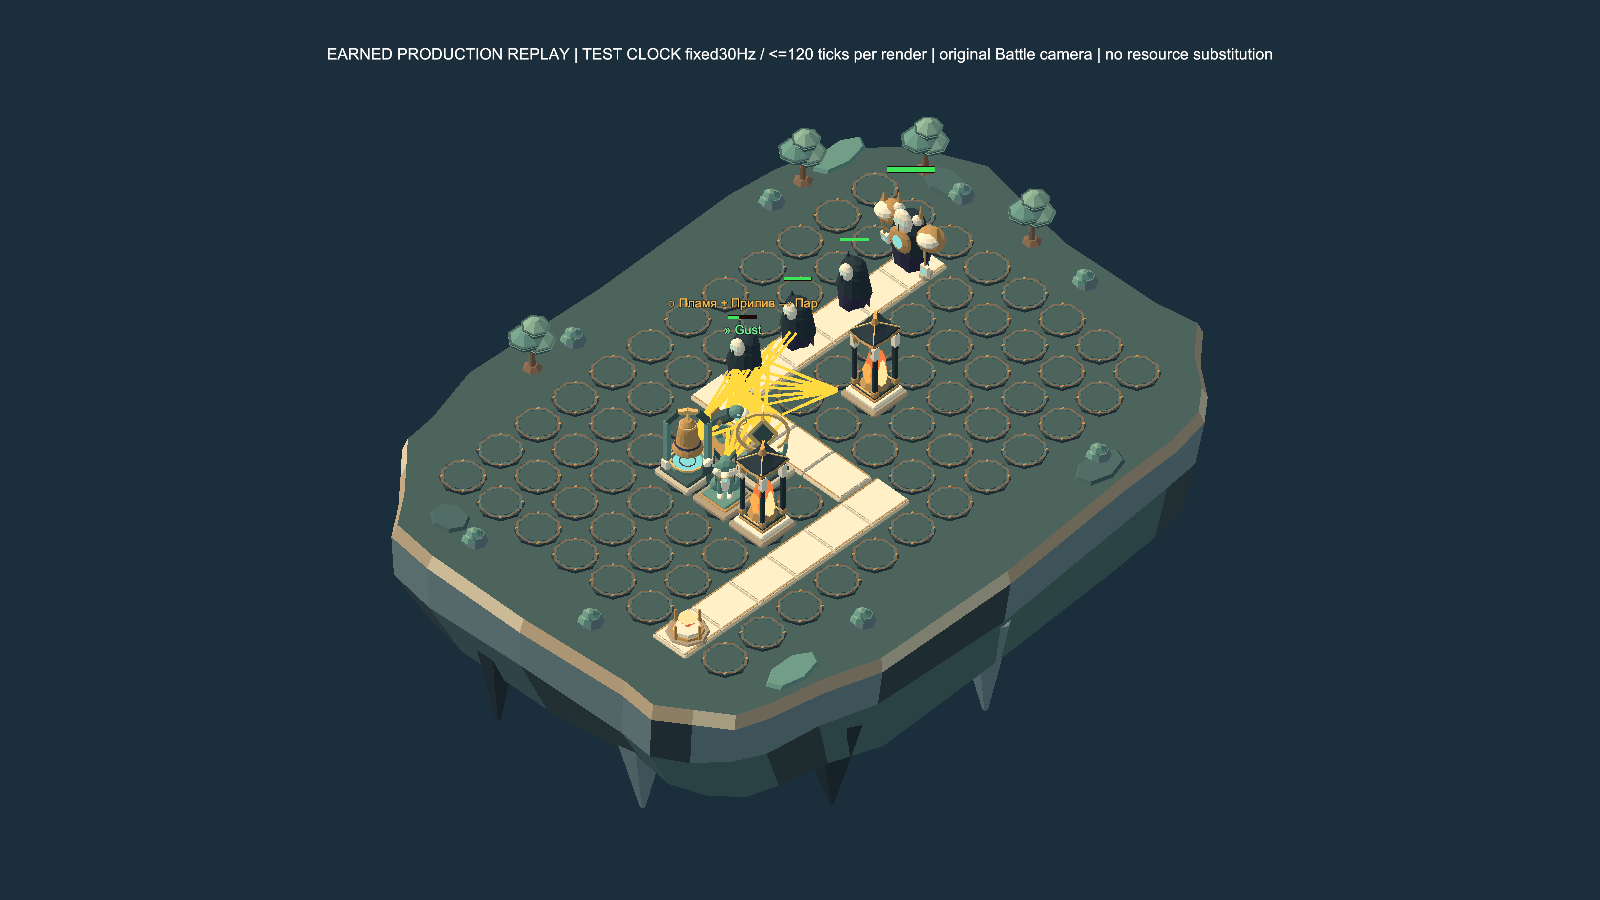 EARNED PRODUCTION REPLAY | TEST CLOCK fixed30Hz / <=120 ticks per render | original Battle camera | no resource substitution
○ Пламя + Прилив → Пар
» Gust